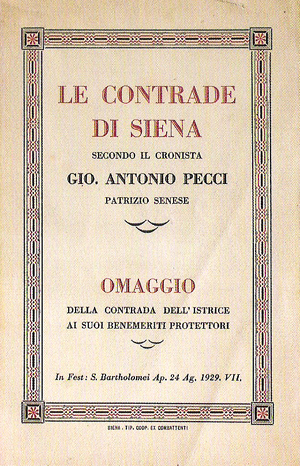 LE CONTRADE
DI SIENA
SECONDO IL CRONISTA
GIO. ANTONIO PECCI
PATRIZIO SENESE
OMAGGIO
DELLA CONTRADA DELL'ISTRICE
AI SUOI BENEMERITI PROTETTORI
In Fest: S. Bartholomei Ap. 24 Ag. 1929. VII.
SIENA - TIP. COOP. EX COMBATTENTI